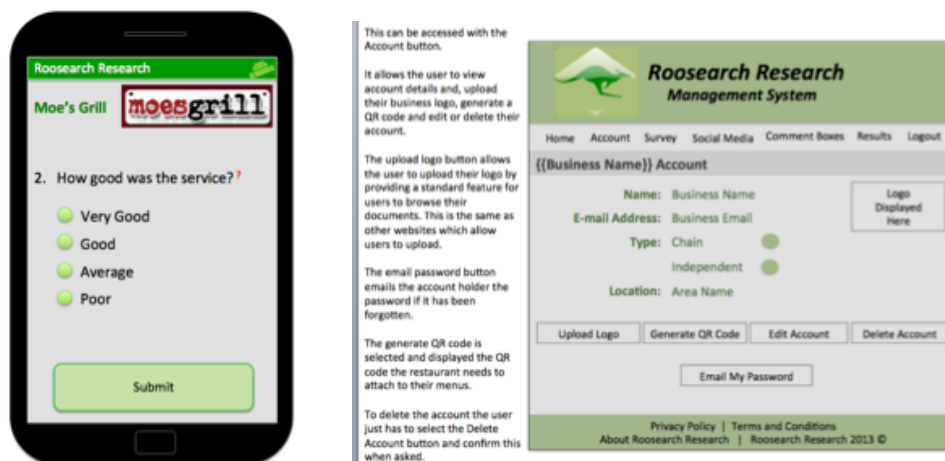 Roosearch Research
Moe's Grill
moesgrill
2. How good was the service? ?
Very Good
Good
Average
Poor
Submit
This can be accessed with the
Account button.
It allows the user to view
account details and, upload
their business logo, generate a
QR code and edit or delete their
account.
The upload logo button allows
the user to upload their logo by
providing a standard feature for
users to browse their
documents. This is the same as
other websites which allow
users to upload.
The email password button
emails the account holder the
password if it has been
forgotten.
The generate QR code is
selected and displayed the QR
code the restaurant needs to
attach to their menus.
To delete the account the user
just has to select the Delete
Account button and confirm this
when asked.
Roosearch Research
Management System
Home Account Survey Social Media Comment Boxes Results Logout
{{Business Name}} Account
Name: Business Name
E-mail Address: Business Email
Type: Chain
Independent
Location: Area Name
Logo
Displayed
Here
Upload Logo Generate QR Code Edit Account Delete Account
Email My Password
Privacy Policy | Terms and Conditions
About Roosearch Research | Roosearch Research 2013 ©